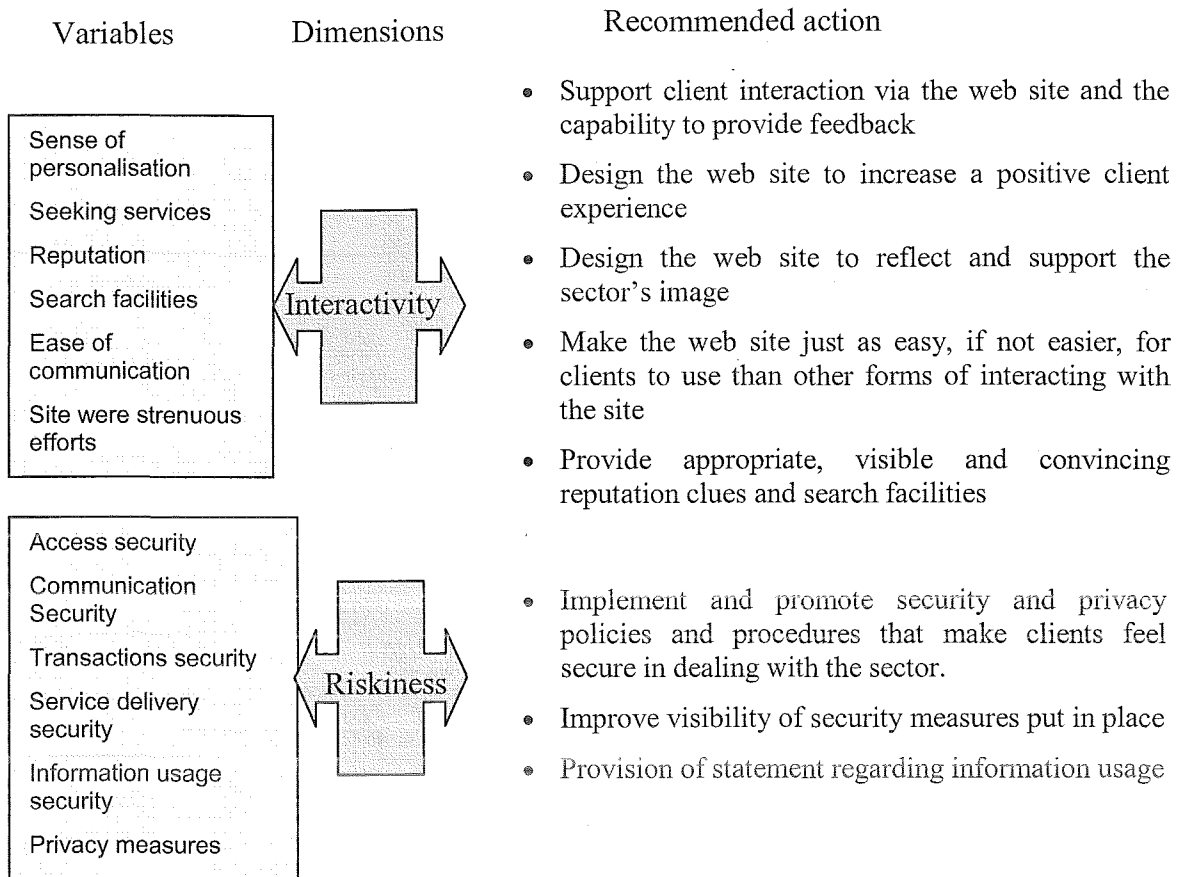 Variables
Dimensions
Recommended action
Sense of
personalisation
Seeking services
Reputation
Search facilities
Ease of
communication
Site were strenuous
efforts
Interactivity
• Support client interaction via the web site and the
capability to provide feedback
• Design the web site to increase a positive client
experience
• Design the web site to reflect and support the
sector's image
• Make the web site just as easy, if not easier, for
clients to use than other forms of interacting with
the site
• Provide appropriate, visible and convincing
reputation clues and search facilities
Access security
Communication
Security
Transactions security
Service delivery
security
Information usage
security
Privacy measures
Riskiness
• Implement and promote security and privacy
policies and procedures that make clients feel
secure in dealing with the sector.
• Improve visibility of security measures put in place
• Provision of statement regarding information usage